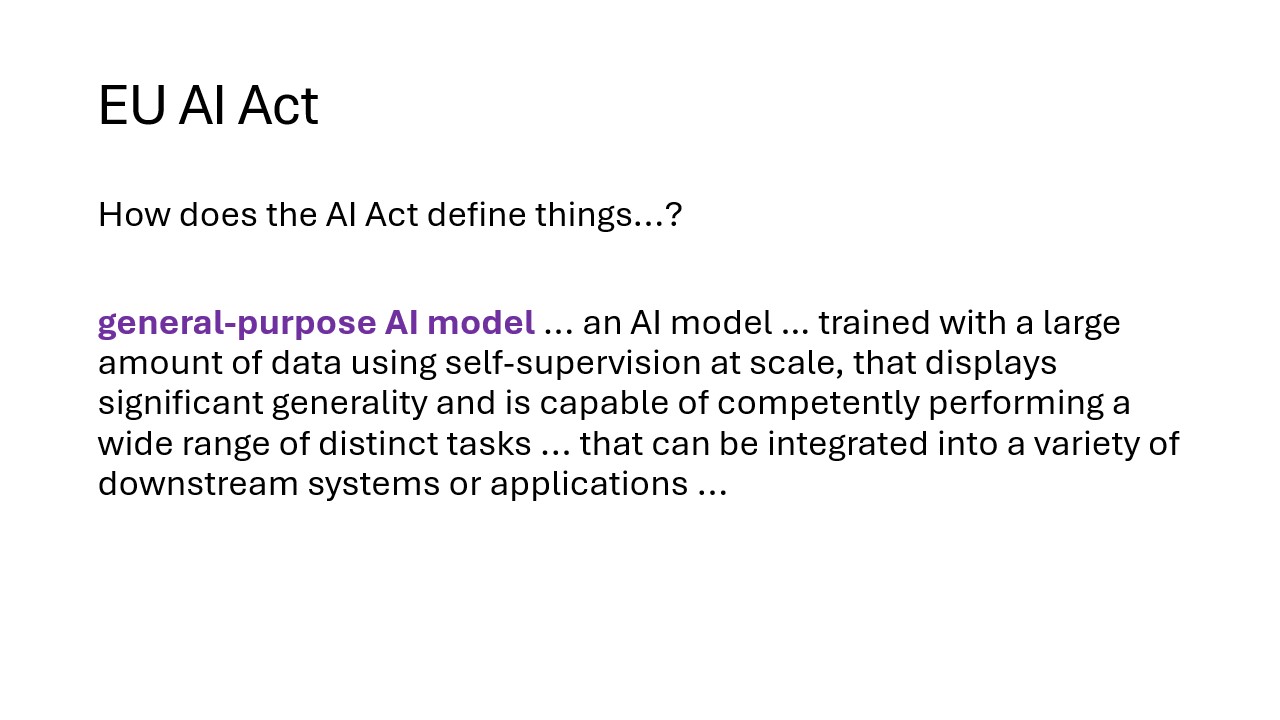 EU AI Act
How does the AI Act define things…?
general-purpose AI model … an AI model … trained with a large
amount of data using self-supervision at scale, that displays
significant generality and is capable of competently performing a
wide range of distinct tasks … that can be integrated into a variety of
downstream systems or applications …